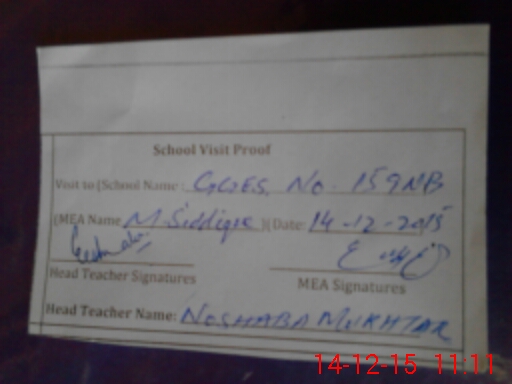 School Visit Proof
Visit to (School Name : GGES. No. 159NB
(MEA Name M. Siddique )(Date: 14-12-2015
Head Teacher Signatures
MEA Signatures
Head Teacher Name: NOSHABA MUKHTAR
14-12-15 11:11